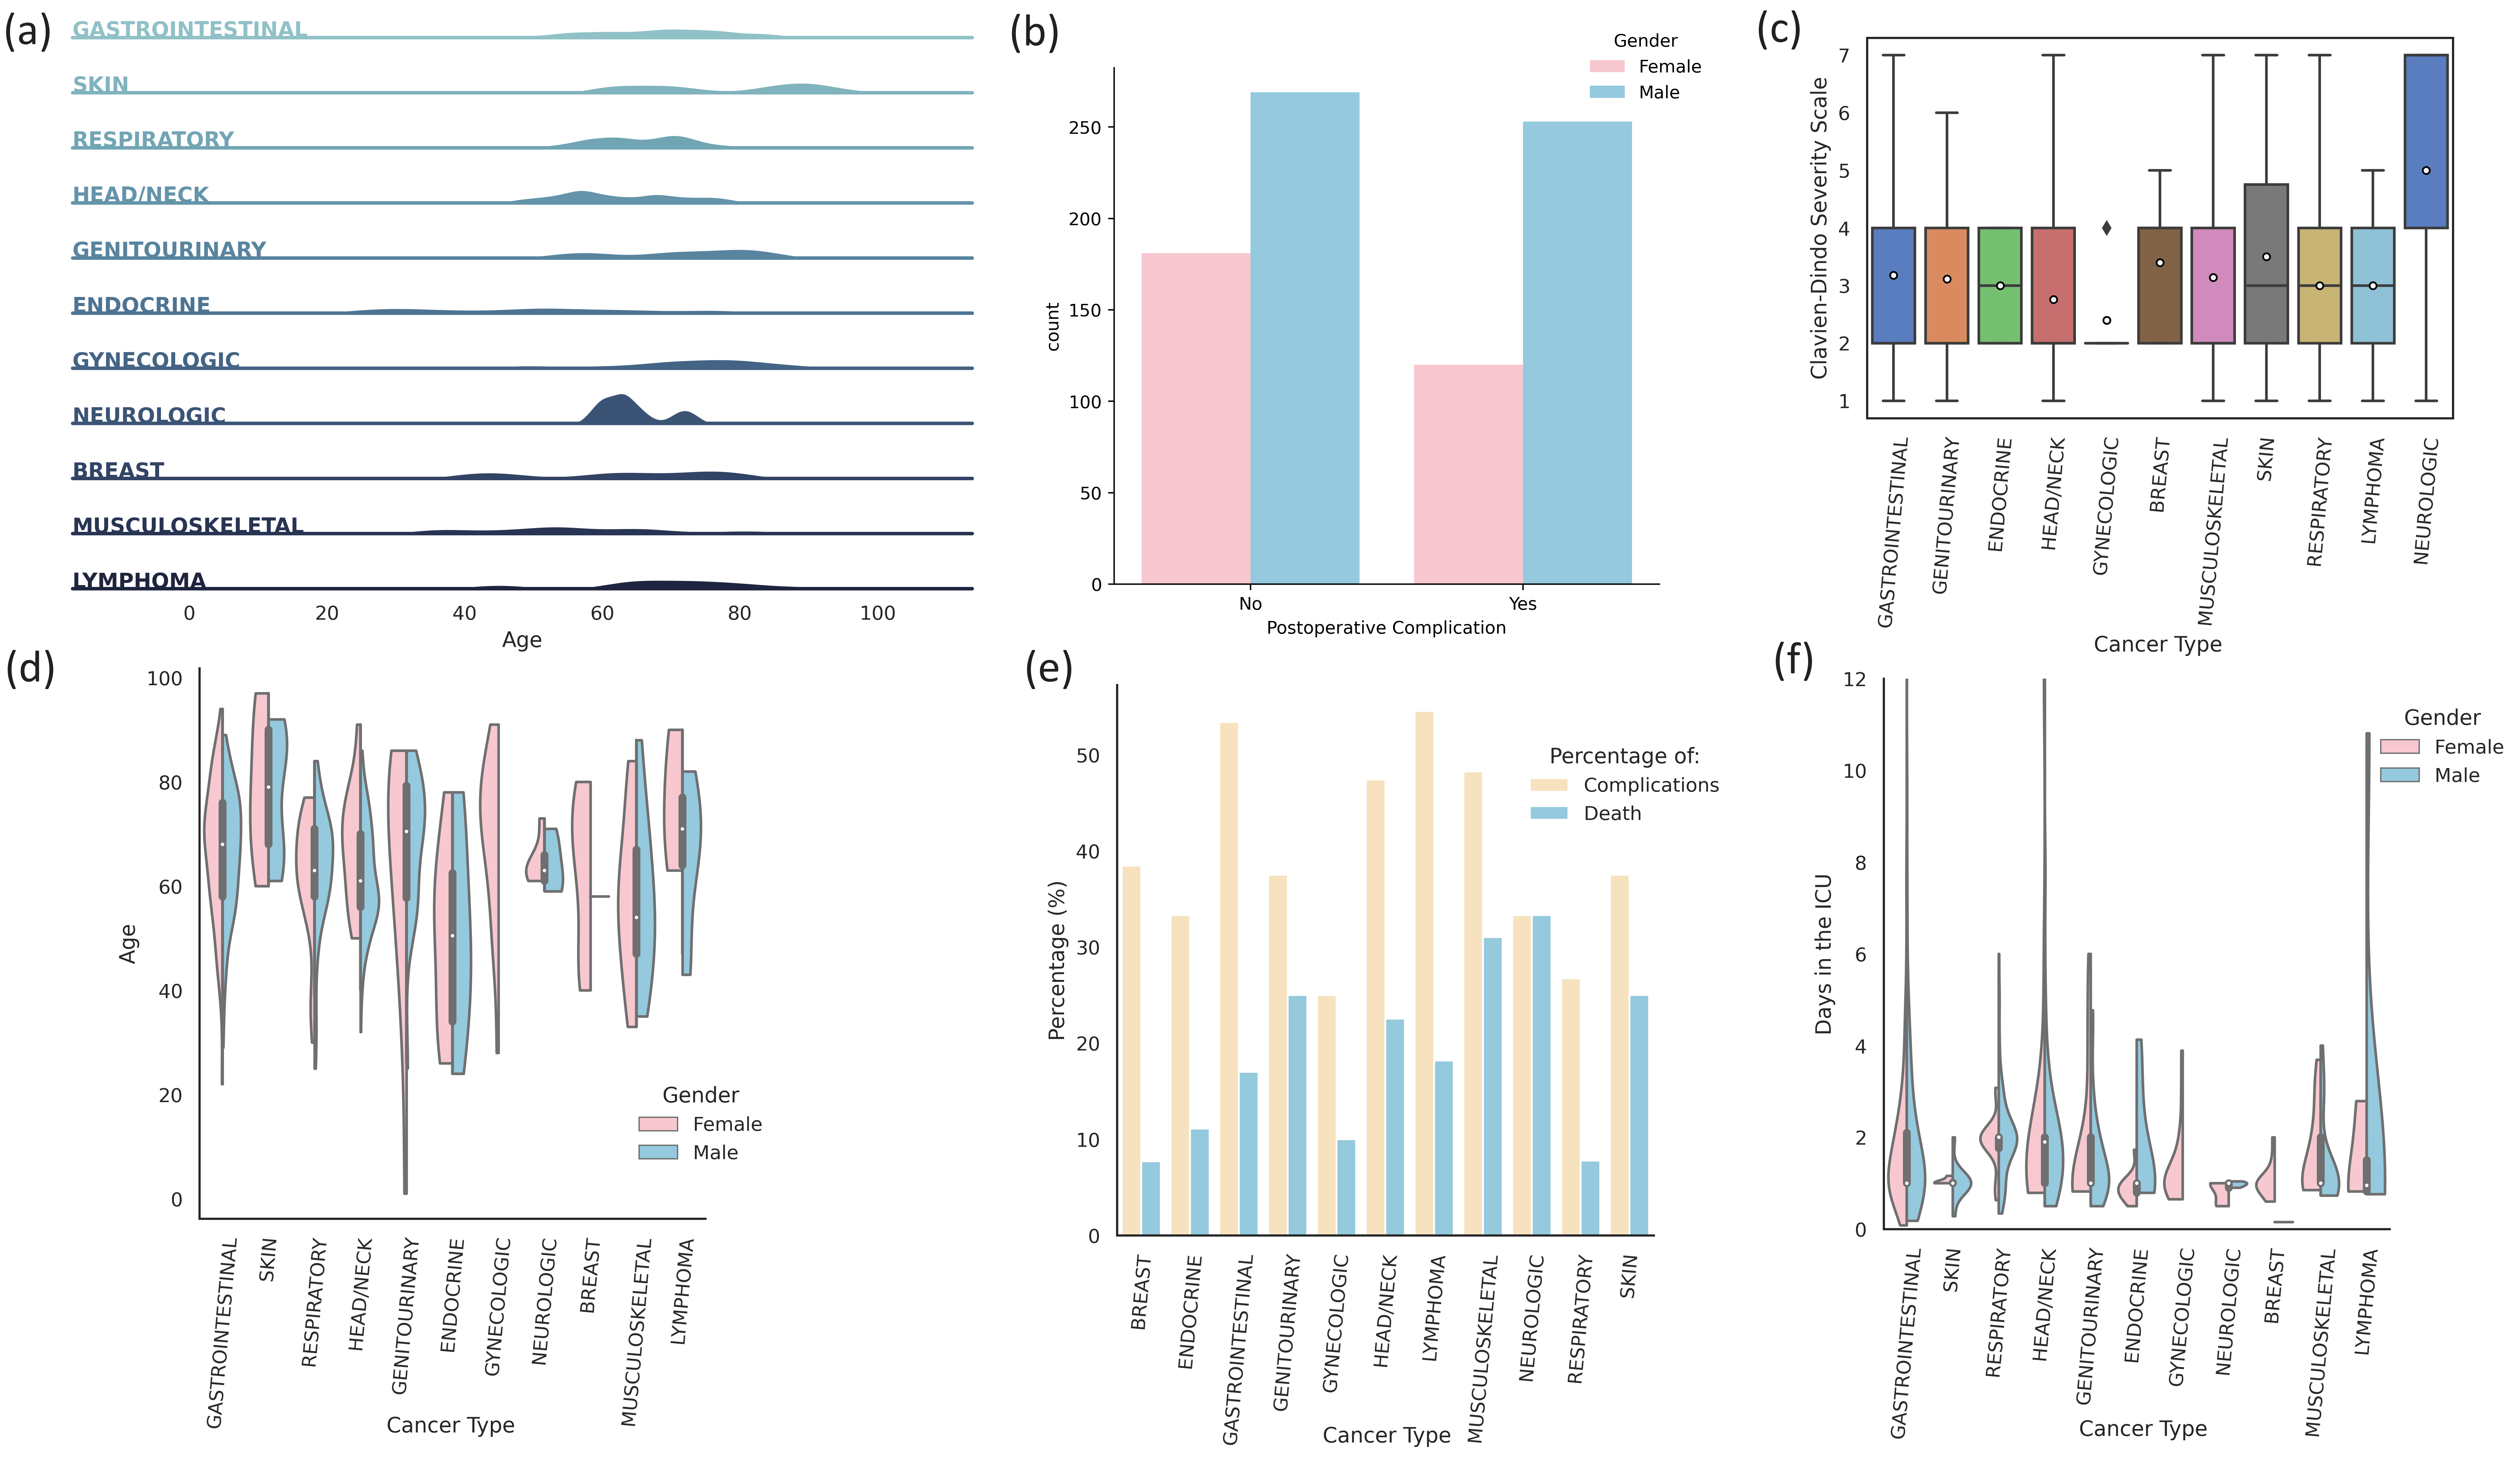 (a)
GASTROINTESTINAL
SKIN
RESPIRATORY
HEAD/NECK
GENITOURINARY
ENDOCRINE
GYNECOLOGIC
NEUROLOGIC
BREAST
MUSCULOSKELETAL
LYMPHOMA
0 20 40 60 80 100
Age
(b)
Gender
Female
Male
250
200
150
100
50
0
count
No Yes
Postoperative Complication
(c)
7
6
5
4
3
2
1
Clavien-Dindo Severity Scale
GASTROINTESTINAL
GENITOURINARY
ENDOCRINE
HEAD/NECK
GYNECOLOGIC
BREAST
MUSCULOSKELETAL
SKIN
RESPIRATORY
LYMPHOMA
NEUROLOGIC
Cancer Type
(d)
100
80
60
40
20
0
Age
Gender
Female
Male
GASTROINTESTINAL
SKIN
RESPIRATORY
HEAD/NECK
GENITOURINARY
ENDOCRINE
GYNECOLOGIC
NEUROLOGIC
BREAST
MUSCULOSKELETAL
LYMPHOMA
Cancer Type
(e)
50
40
30
20
10
0
Percentage (%)
Percentage of:
Complications
Death
BREAST
ENDOCRINE
GASTROINTESTINAL
GENITOURINARY
GYNECOLOGIC
HEAD/NECK
LYMPHOMA
MUSCULOSKELETAL
NEUROLOGIC
RESPIRATORY
SKIN
Cancer Type
(f)
12
10
8
6
4
2
0
Days in the ICU
Gender
Female
Male
GASTROINTESTINAL
SKIN
RESPIRATORY
HEAD/NECK
GENITOURINARY
ENDOCRINE
GYNECOLOGIC
NEUROLOGIC
BREAST
MUSCULOSKELETAL
LYMPHOMA
Cancer Type